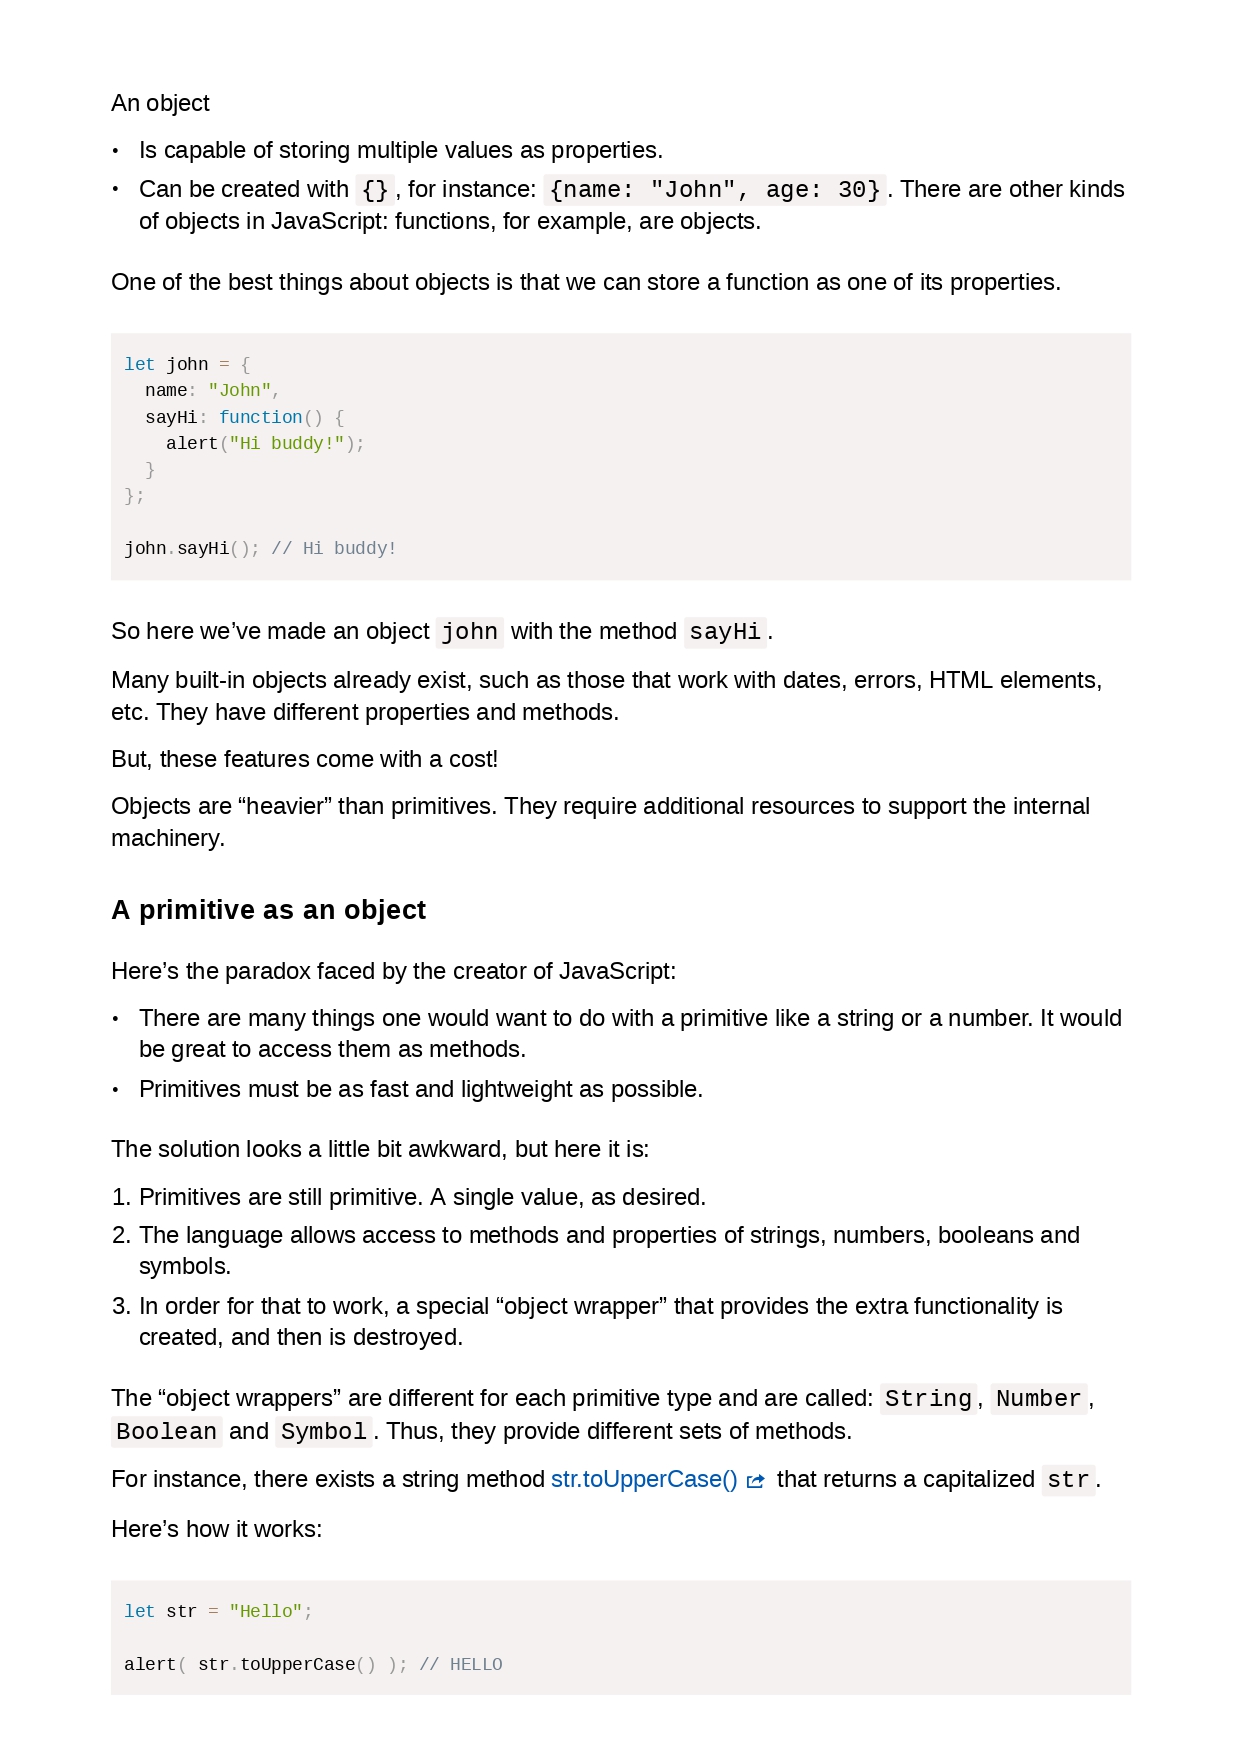 An object
• Is capable of storing multiple values as properties.
• Can be created with {}, for instance: {name: "John", age: 30}. There are other kinds
of objects in JavaScript: functions, for example, are objects.
One of the best things about objects is that we can store a function as one of its properties.
let john = {
  name: "John",
  sayHi: function() {
    alert("Hi buddy!");
  }
};
john.sayHi(); // Hi buddy!
So here we’ve made an object john with the method sayHi.
Many built-in objects already exist, such as those that work with dates, errors, HTML elements,
etc. They have different properties and methods.
But, these features come with a cost!
Objects are “heavier” than primitives. They require additional resources to support the internal
machinery.
A primitive as an object
Here’s the paradox faced by the creator of JavaScript:
• There are many things one would want to do with a primitive like a string or a number. It would
be great to access them as methods.
• Primitives must be as fast and lightweight as possible.
The solution looks a little bit awkward, but here it is:
1. Primitives are still primitive. A single value, as desired.
2. The language allows access to methods and properties of strings, numbers, booleans and
symbols.
3. In order for that to work, a special “object wrapper” that provides the extra functionality is
created, and then is destroyed.
The “object wrappers” are different for each primitive type and are called: String, Number,
Boolean and Symbol. Thus, they provide different sets of methods.
For instance, there exists a string method str.toUpperCase() that returns a capitalized str.
Here’s how it works:
let str = "Hello";
alert( str.toUpperCase() ); // HELLO